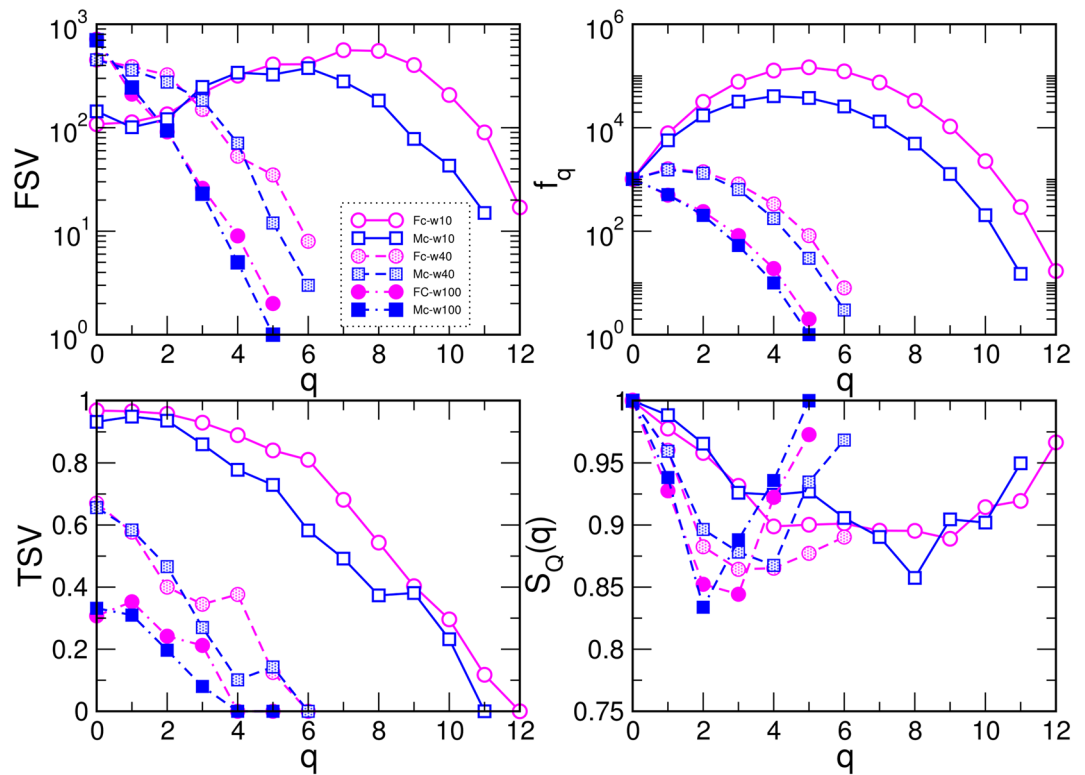 10³
10²
10¹
10⁰
FSV
0 2 4 6 8 10 12
q
Fc-w10
Mc-w10
Fc-w40
Mc-w40
FC-w100
Mc-w100
10⁶
10⁴
10²
10⁰
f_q
0 2 4 6 8 10 12
q
1
0.8
0.6
0.4
0.2
0
TSV
0 2 4 6 8 10 12
q
1
0.95
0.9
0.85
0.8
0.75
S_Q(q)
0 2 4 6 8 10 12
q